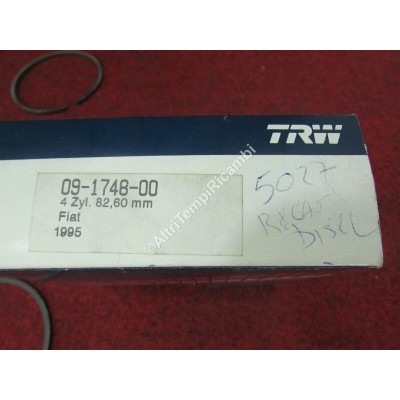 TRW
09-1748-00
4 Zyl. 82,60 mm
Fiat
1995
©AltriTempiRicambi
5027